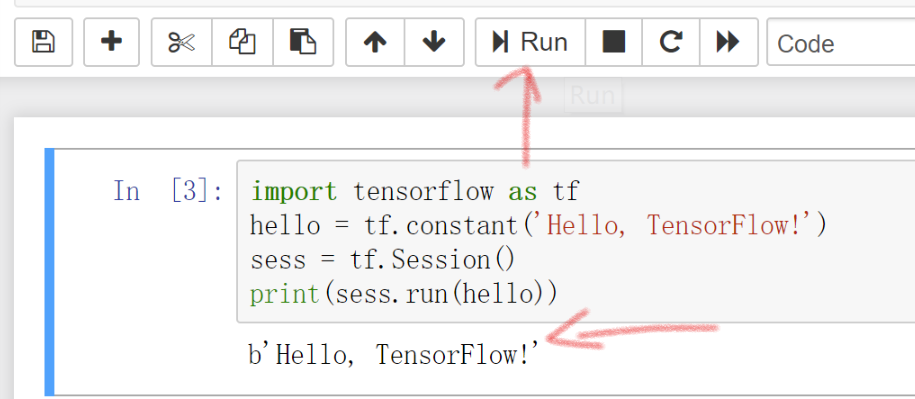 Run
Code
Run
In [3]:
import tensorflow as tf
hello = tf.constant('Hello, TensorFlow!')
sess = tf.Session()
print(sess.run(hello))
b'Hello, TensorFlow!'